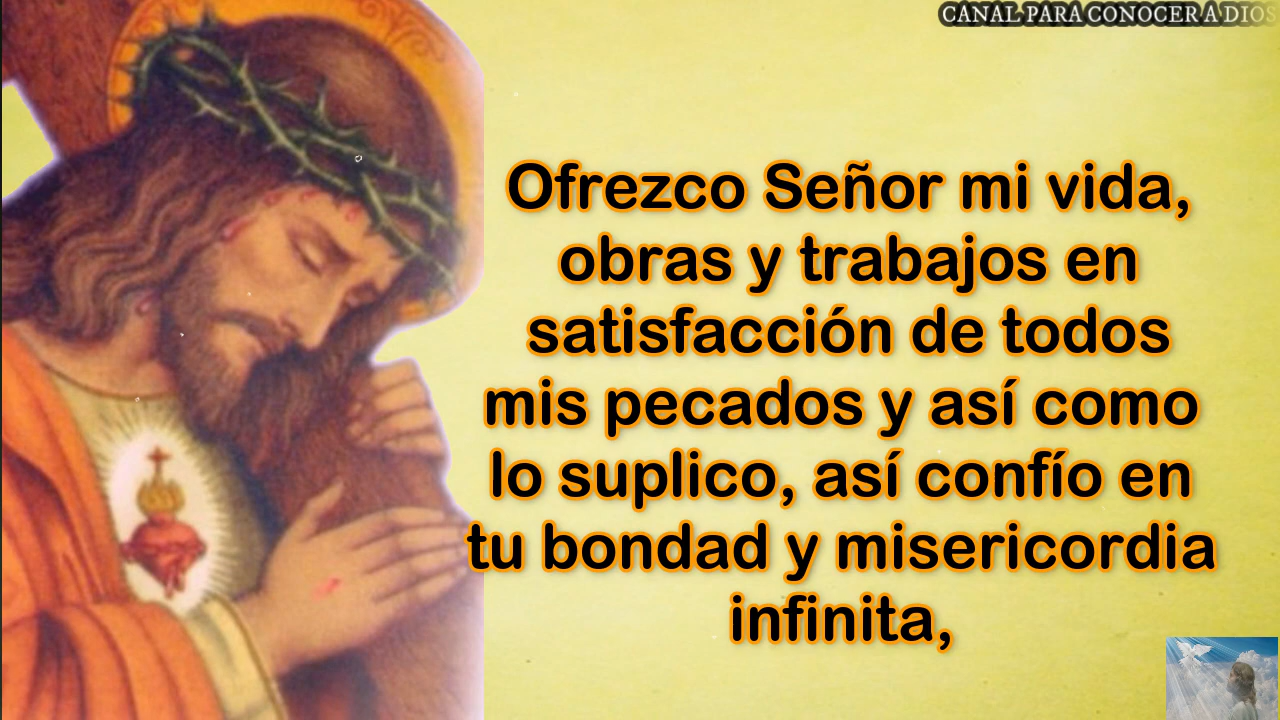 CANAL PARA CONOCER A DIOS
Ofrezco Señor mi vida,
obras y trabajos en
satisfacción de todos
mis pecados y así como
lo suplico, así confío en
tu bondad y misericordia
infinita,